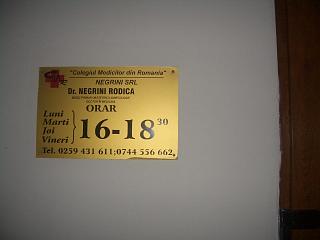 "Colegiul Medicilor din Romania"
NEGRINI SRL
Dr. NEGRINI RODICA
ORAR
Luni
Marti
Joi
Vineri
16-18 30
Tel. 0259 431 611;0744 556 662